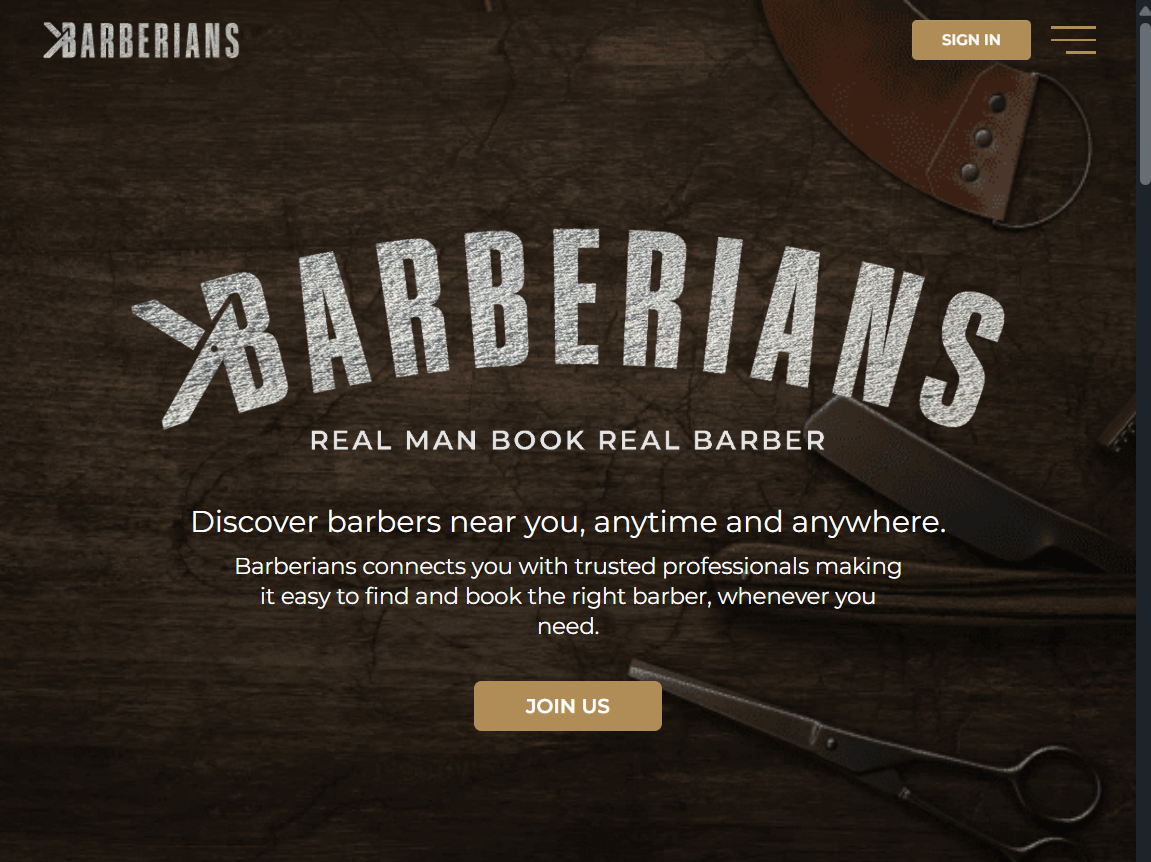 BARBERIANS
SIGN IN
BARBERIANS
REAL MAN BOOK REAL BARBER
Discover barbers near you, anytime and anywhere.
Barberians connects you with trusted professionals making
it easy to find and book the right barber, whenever you
need.
JOIN US